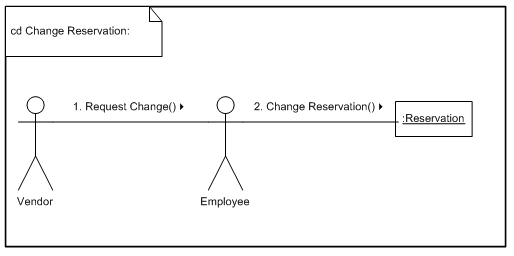 cd Change Reservation:
1. Request Change()
2. Change Reservation()
:Reservation
Vendor
Employee